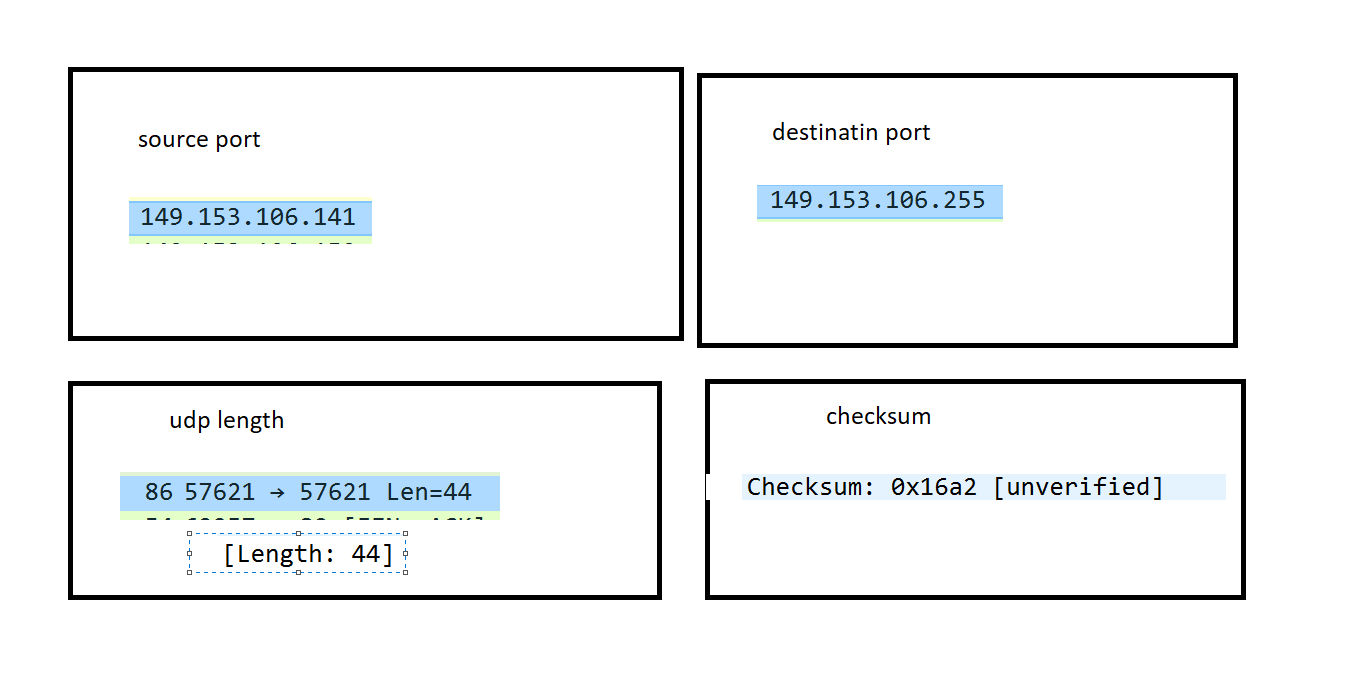 source port
149.153.106.141
destinatin port
149.153.106.255
udp length
86 57621 → 57621 Len=44
[Length: 44]
checksum
Checksum: 0x16a2 [unverified]